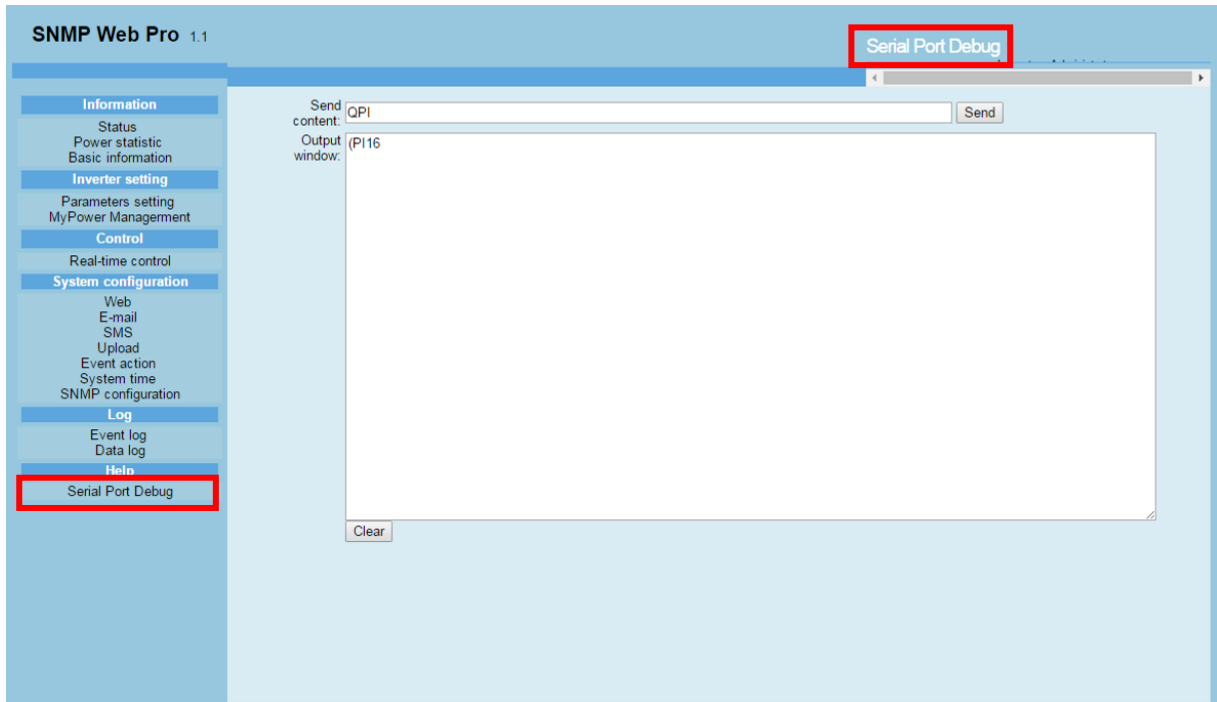 SNMP Web Pro 1.1
Serial Port Debug
Information
Status
Power statistic
Basic information
Inverter setting
Parameters setting
MyPower Managerment
Control
Real-time control
System configuration
Web
E-mail
SMS
Upload
Event action
System time
SNMP configuration
Log
Event log
Data log
Help
Serial Port Debug
Send content: QPI Send
Output window: (PI16
Clear